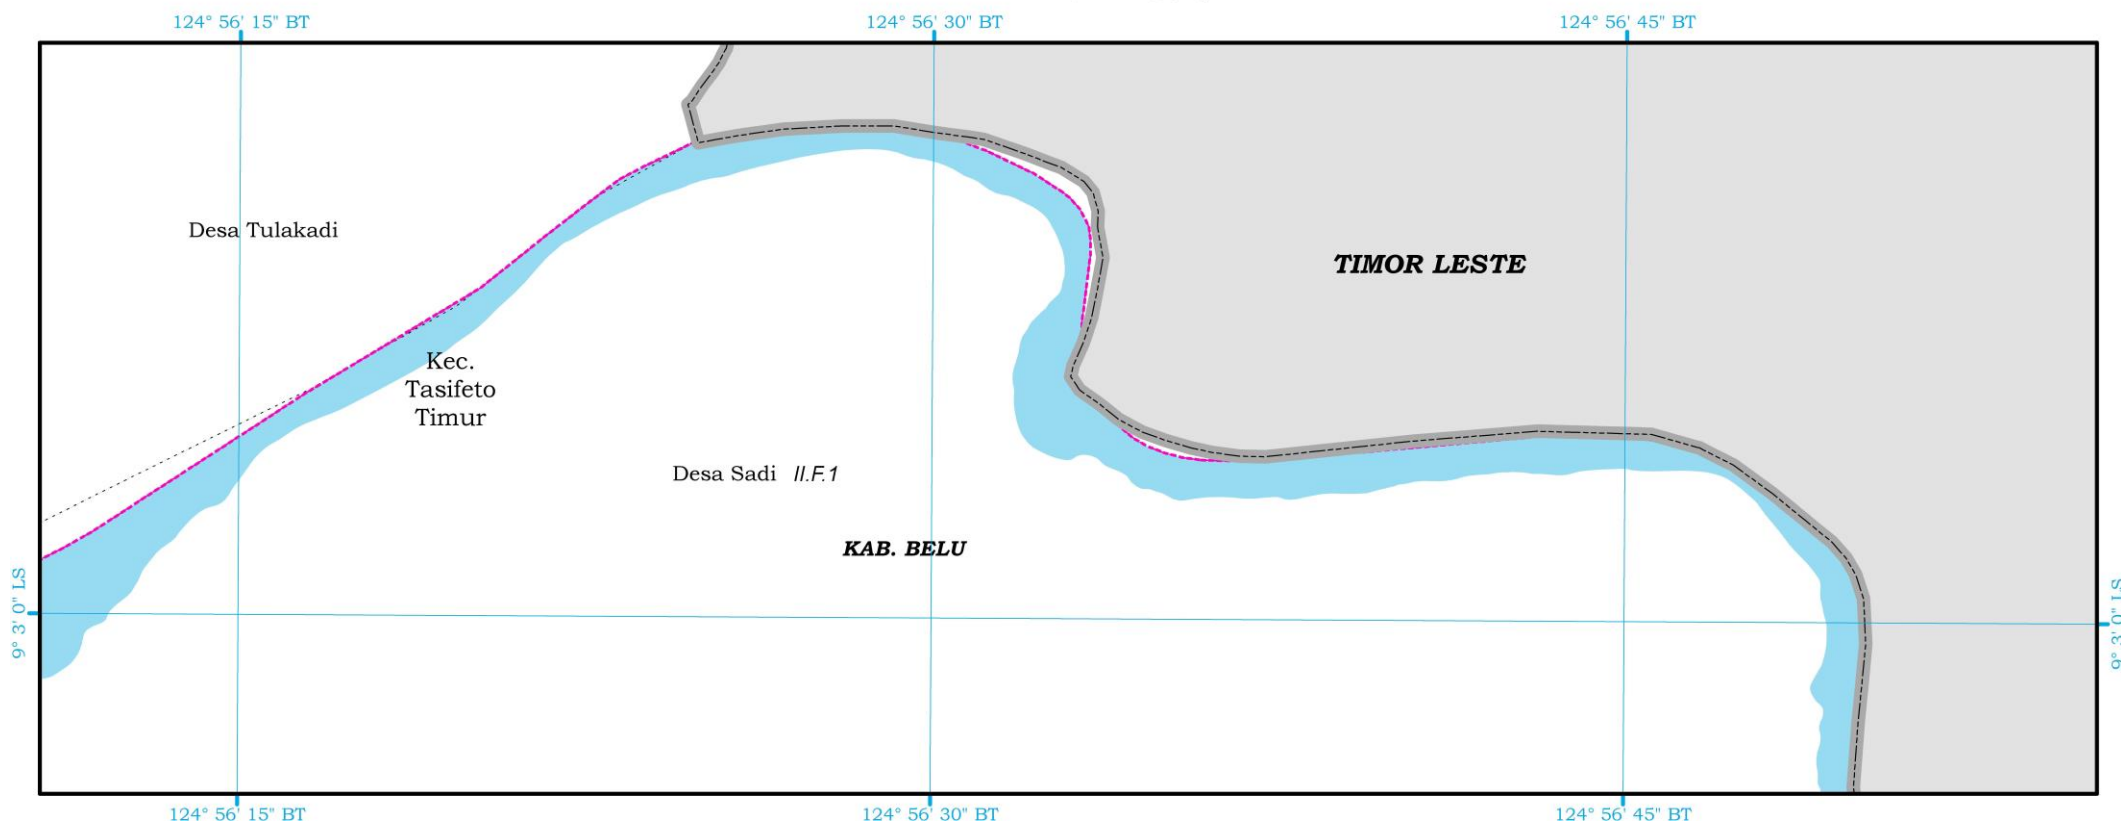 124° 56' 15" BT
124° 56' 30" BT
124° 56' 45" BT
Desa Tulakadi
TIMOR LESTE
Kec.
Tasifeto
Timur
Desa Sadi II.F.1
KAB. BELU
9° 3' 0" LS
9° 3' 0" LS
124° 56' 15" BT
124° 56' 30" BT
124° 56' 45" BT